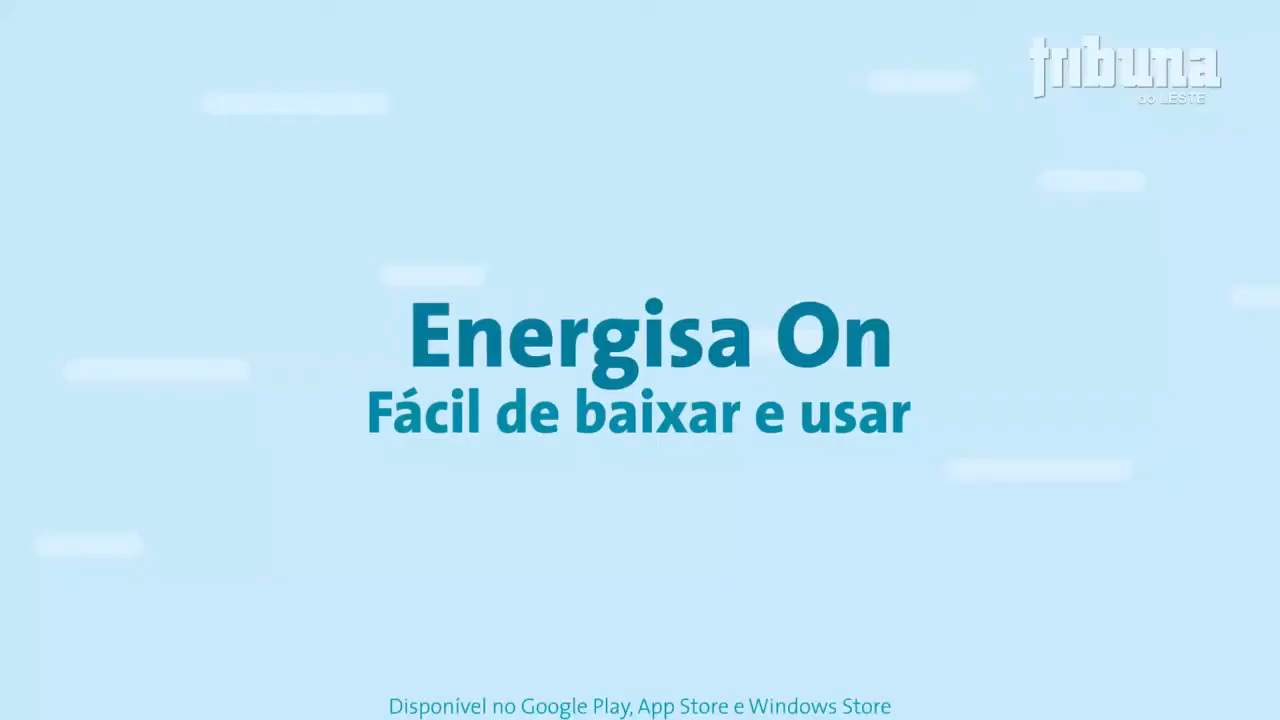 tribuna
do LESTE
Energisa On
Fácil de baixar e usar
Disponível no Google Play, App Store e Windows Store